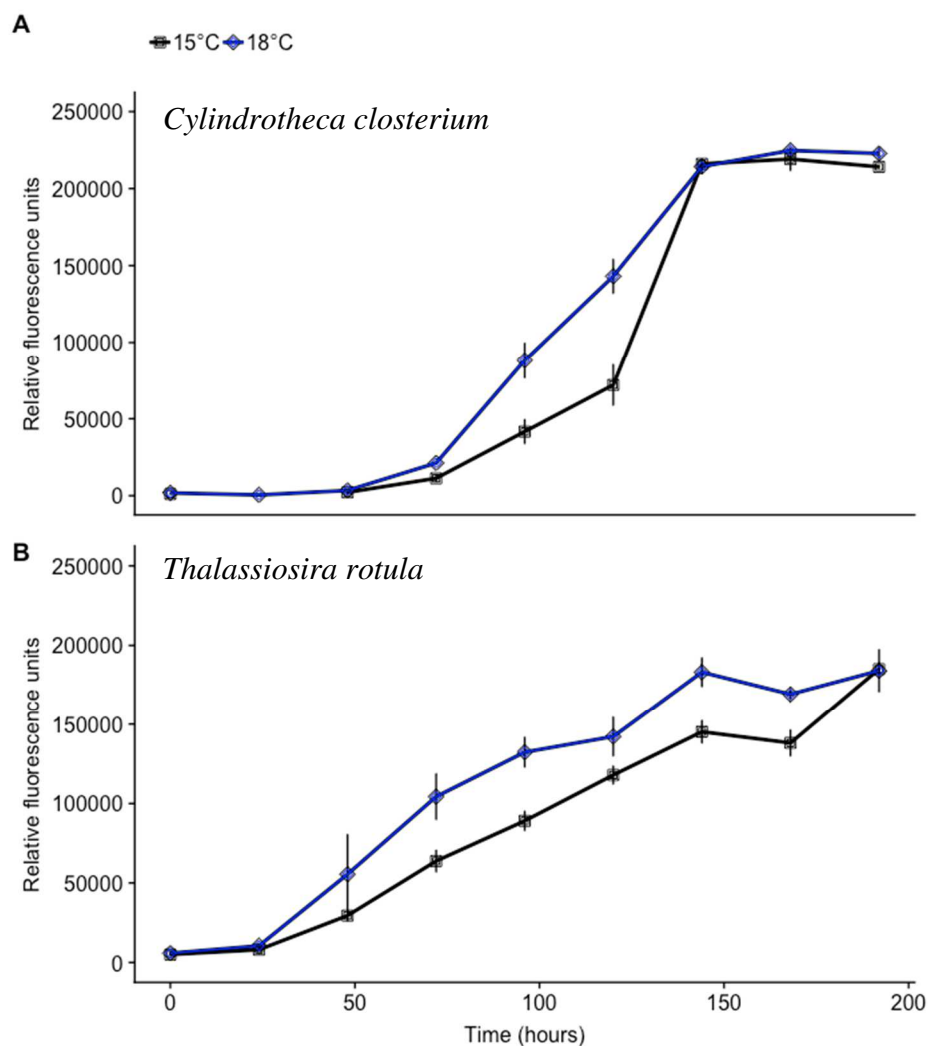 A
15°C 18°C
Cylindrotheca closterium
250000
200000
150000
100000
50000
0
Relative fluorescence units
B
Thalassiosira rotula
250000
200000
150000
100000
50000
0
Relative fluorescence units
0 50 100 150 200
Time (hours)